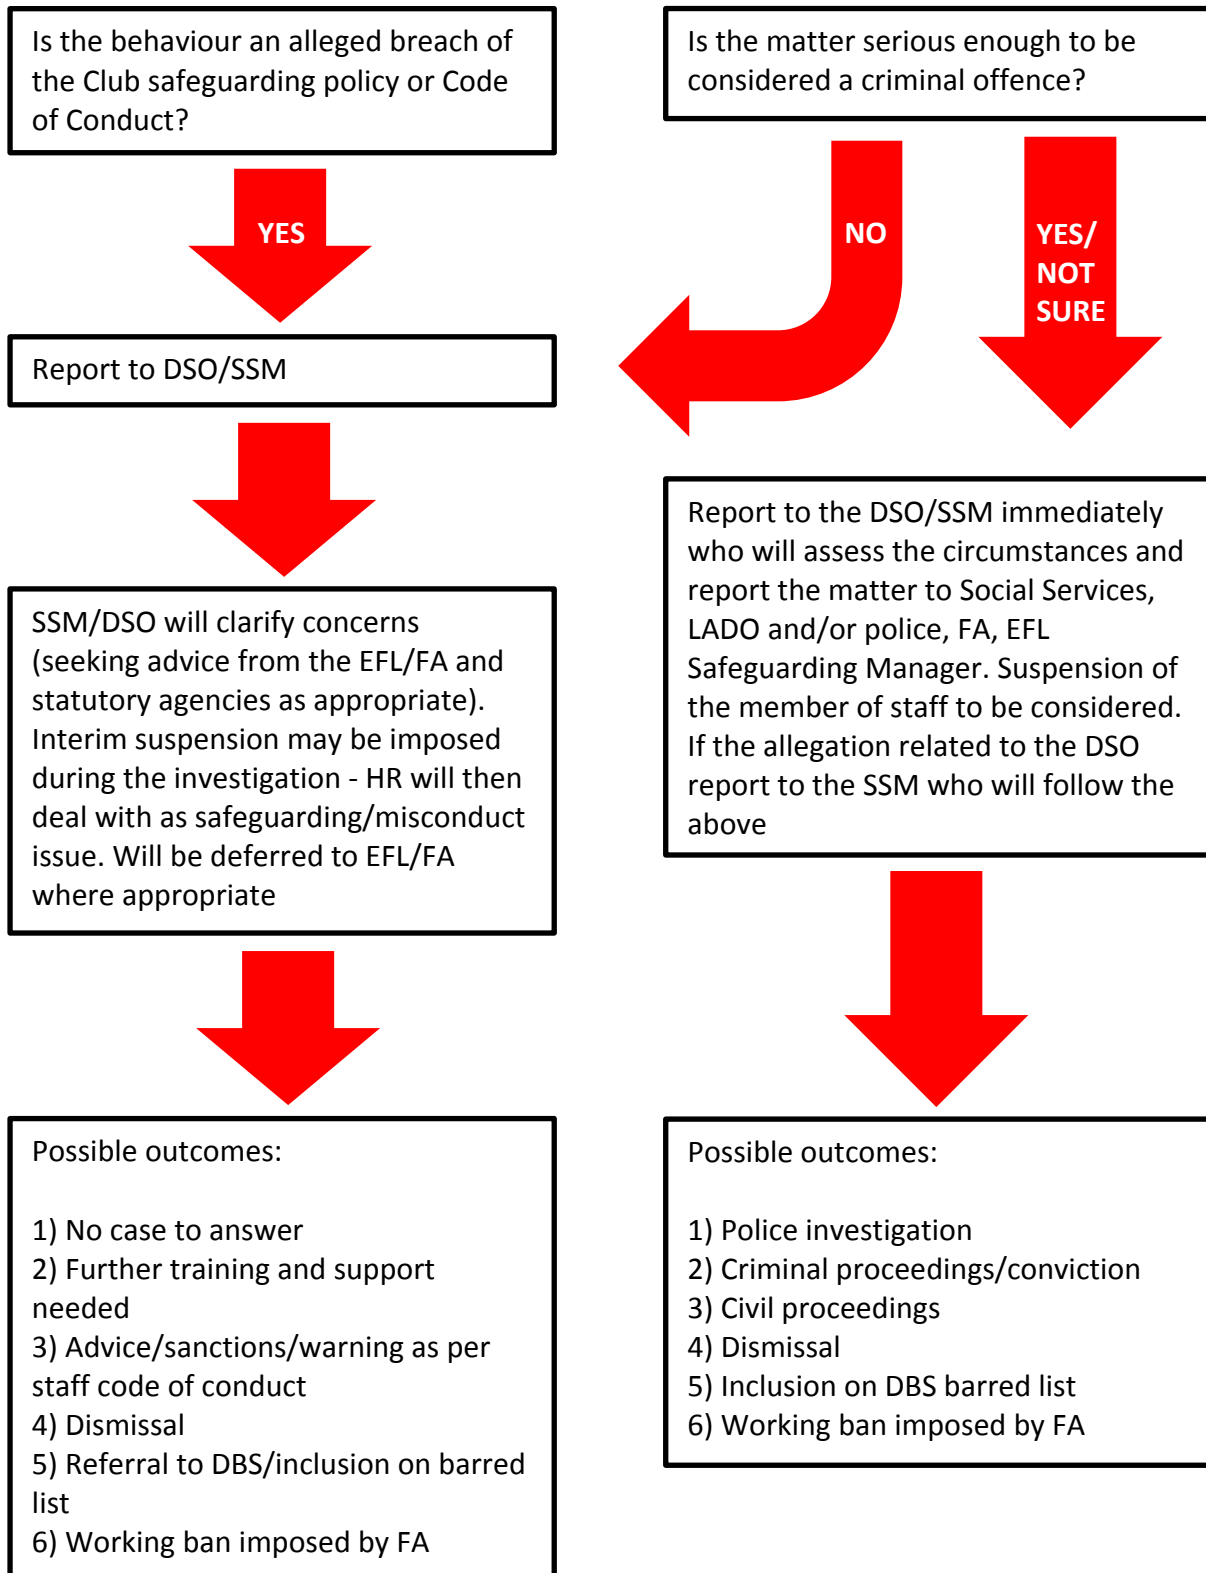 Is the behaviour an alleged breach of
the Club safeguarding policy or Code
of Conduct?
YES
Report to DSO/SSM
SSM/DSO will clarify concerns
(seeking advice from the EFL/FA and
statutory agencies as appropriate).
Interim suspension may be imposed
during the investigation - HR will then
deal with as safeguarding/misconduct
issue. Will be deferred to EFL/FA
where appropriate
Possible outcomes:
1) No case to answer
2) Further training and support
needed
3) Advice/sanctions/warning as per
staff code of conduct
4) Dismissal
5) Referral to DBS/inclusion on barred
list
6) Working ban imposed by FA
Is the matter serious enough to be
considered a criminal offence?
NO
YES/
NOT
SURE
Report to the DSO/SSM immediately
who will assess the circumstances and
report the matter to Social Services,
LADO and/or police, FA, EFL
Safeguarding Manager. Suspension of
the member of staff to be considered.
If the allegation related to the DSO
report to the SSM who will follow the
above
Possible outcomes:
1) Police investigation
2) Criminal proceedings/conviction
3) Civil proceedings
4) Dismissal
5) Inclusion on DBS barred list
6) Working ban imposed by FA